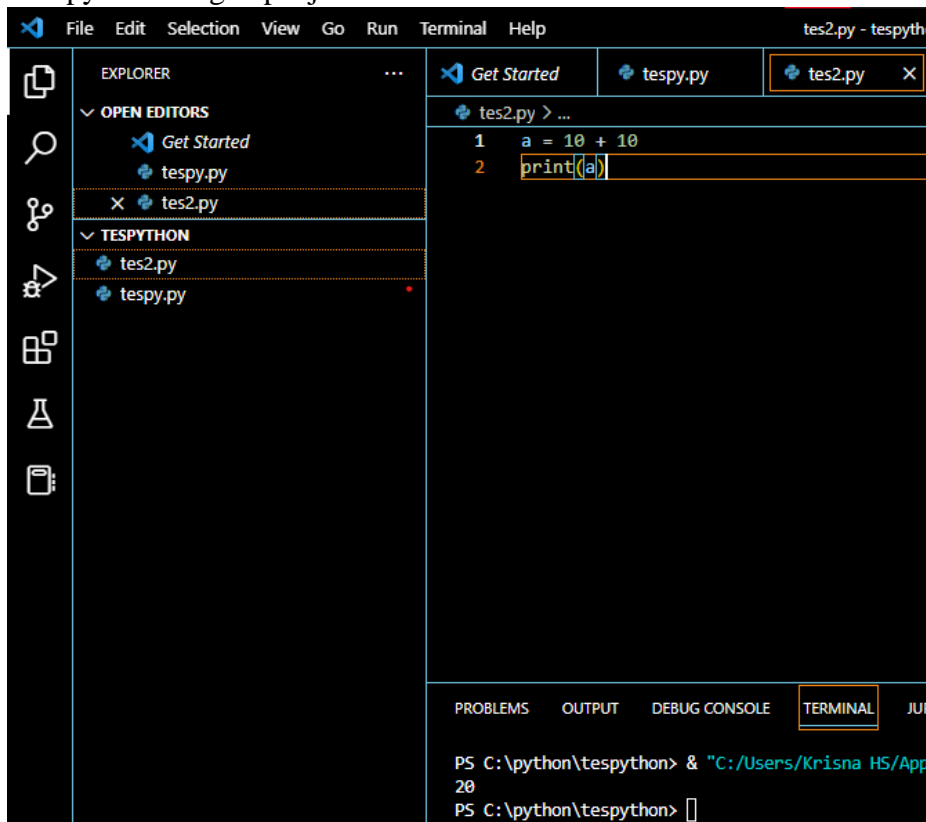 File Edit Selection View Go Run Terminal Help tes2.py - tespytho
EXPLORER
OPEN EDITORS
Get Started
tespy.py
tes2.py
TESPYTHON
tes2.py
tespy.py
Get Started tespy.py tes2.py
tes2.py > ...
1 a = 10 + 10
2 print(a)
PROBLEMS OUTPUT DEBUG CONSOLE TERMINAL JUP
PS C:\python\tespython> & "C:/Users/Krisna HS/App
20
PS C:\python\tespython>